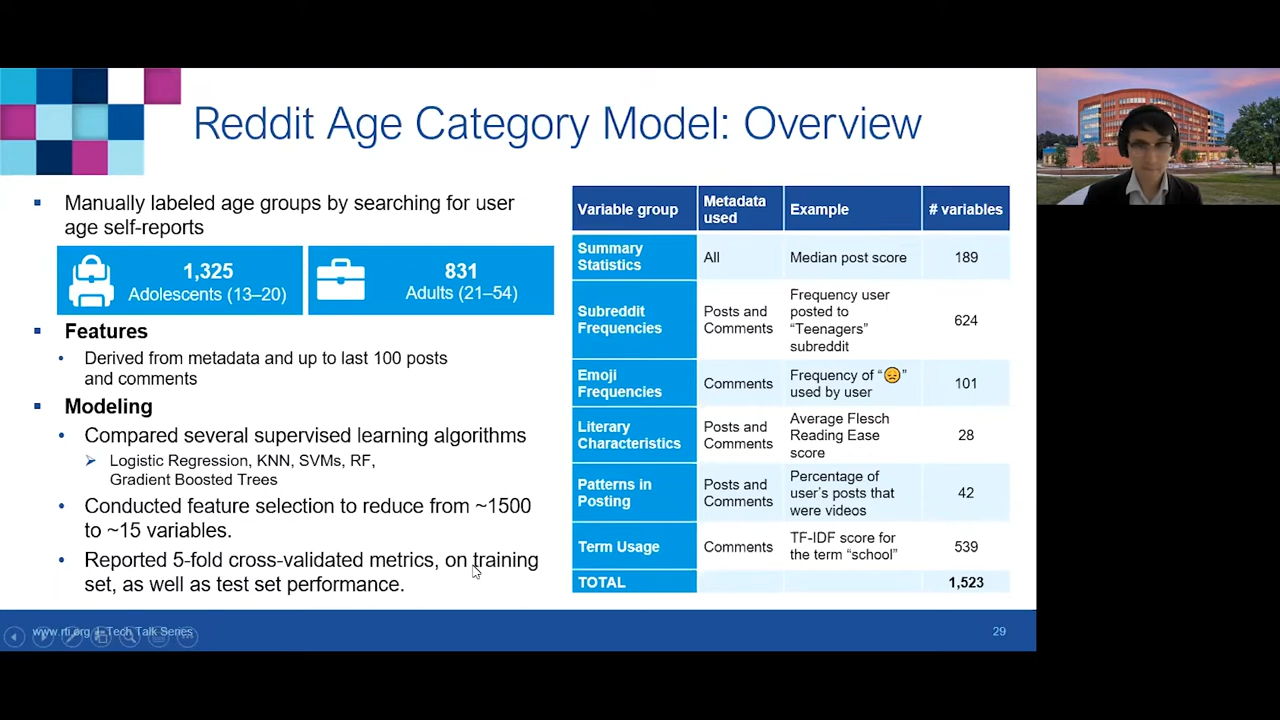 Reddit Age Category Model: Overview
Manually labeled age groups by searching for user
age self-reports
1,325
Adolescents (13–20)
831
Adults (21–54)
Features
Derived from metadata and up to last 100 posts
and comments
Modeling
Compared several supervised learning algorithms
Logistic Regression, KNN, SVMs, RF,
Gradient Boosted Trees
Conducted feature selection to reduce from ~1500
to ~15 variables.
Reported 5-fold cross-validated metrics, on training
set, as well as test set performance.
Variable group
Metadata
used
Example
# variables
Summary
Statistics
All
Median post score
189
Subreddit
Frequencies
Posts and
Comments
Frequency user
posted to
“Teenagers”
subreddit
624
Emoji
Frequencies
Comments
Frequency of “😞”
used by user
101
Literary
Characteristics
Posts and
Comments
Average Flesch
Reading Ease
score
28
Patterns in
Posting
Posts and
Comments
Percentage of
user’s posts that
were videos
42
Term Usage
Comments
TF-IDF score for
the term “school”
539
TOTAL
1,523
www.rti.org | Tech Talk Series
29